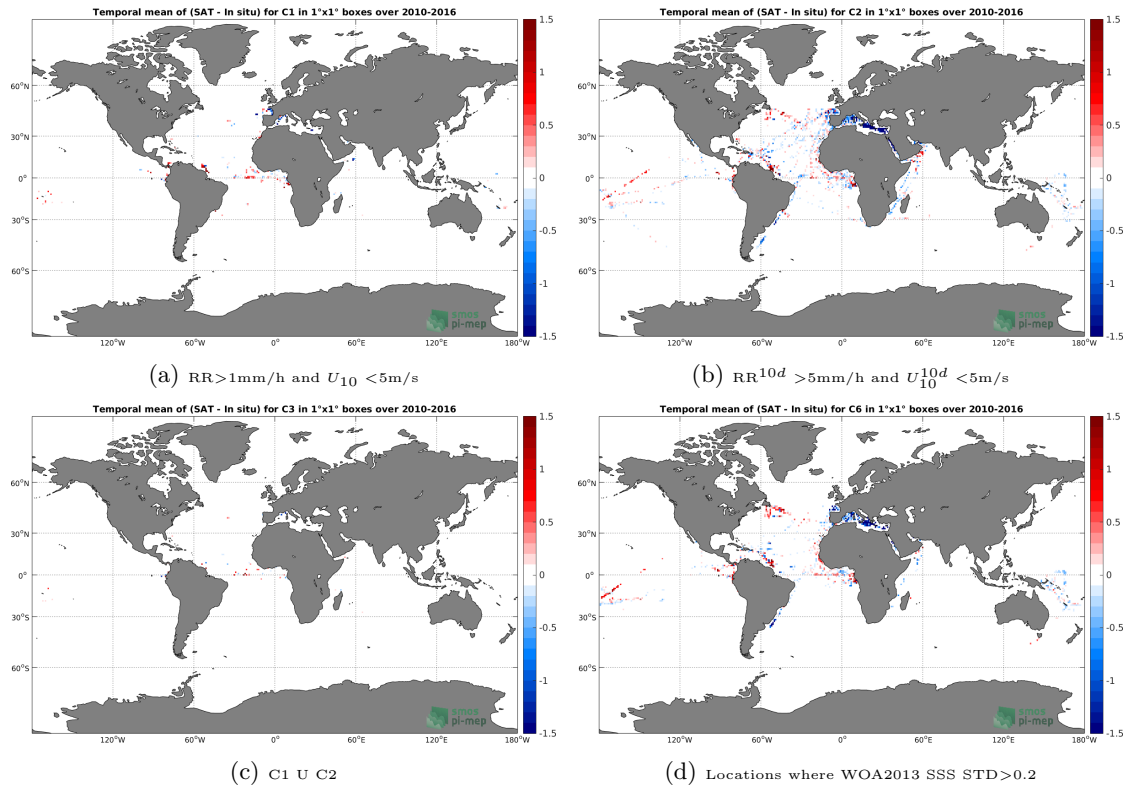 Temporal mean of (SAT - In situ) for C1 in 1°x1° boxes over 2010-2016
60°N
30°N
0°
30°S
60°S
120°W
60°W
0°E
60°E
120°E
180°W
1.5
1
0.5
0
-0.5
-1
-1.5
smos
pi-mep
(a) RR>1mm/h and U10 <5m/s
Temporal mean of (SAT - In situ) for C2 in 1°x1° boxes over 2010-2016
60°N
30°N
0°
30°S
60°S
120°W
60°W
0°E
60°E
120°E
180°W
1.5
1
0.5
0
-0.5
-1
-1.5
smos
pi-mep
(b) RR^10d >5mm/h and U10^10d <5m/s
Temporal mean of (SAT - In situ) for C3 in 1°x1° boxes over 2010-2016
60°N
30°N
0°
30°S
60°S
120°W
60°W
0°E
60°E
120°E
180°W
1.5
1
0.5
0
-0.5
-1
-1.5
smos
pi-mep
(c) C1 U C2
Temporal mean of (SAT - In situ) for C6 in 1°x1° boxes over 2010-2016
60°N
30°N
0°
30°S
60°S
120°W
60°W
0°E
60°E
120°E
180°W
1.5
1
0.5
0
-0.5
-1
-1.5
smos
pi-mep
(d) Locations where WOA2013 SSS STD>0.2